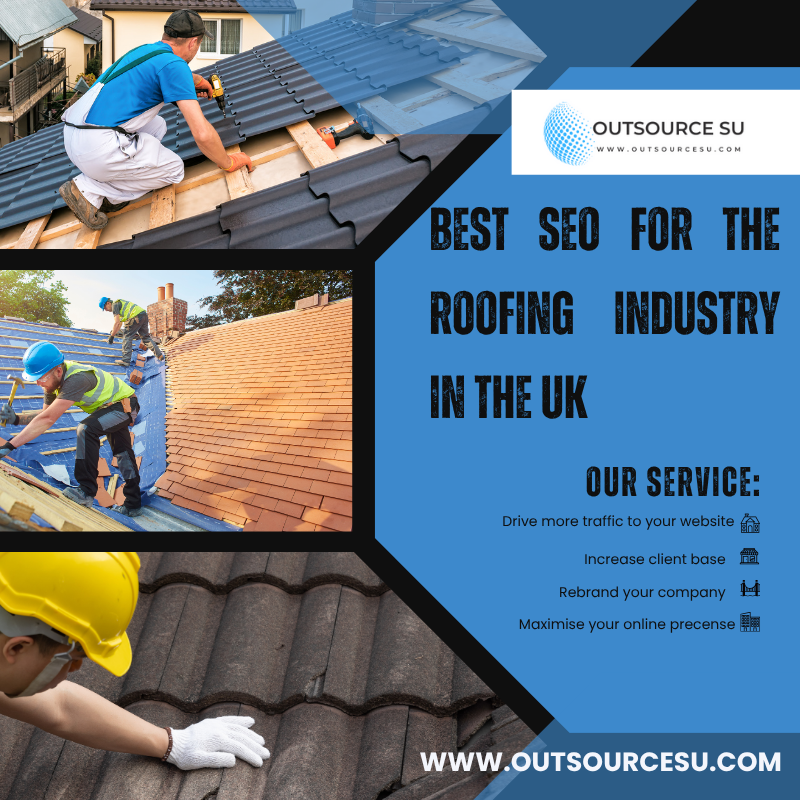 OUTSOURCE SU
WWW.OUTSOURCESU.COM
BEST SEO FOR THE
ROOFING INDUSTRY
IN THE UK
OUR SERVICE:
Drive more traffic to your website
Increase client base
Rebrand your company
Maximise your online precense
WWW.OUTSOURCESU.COM